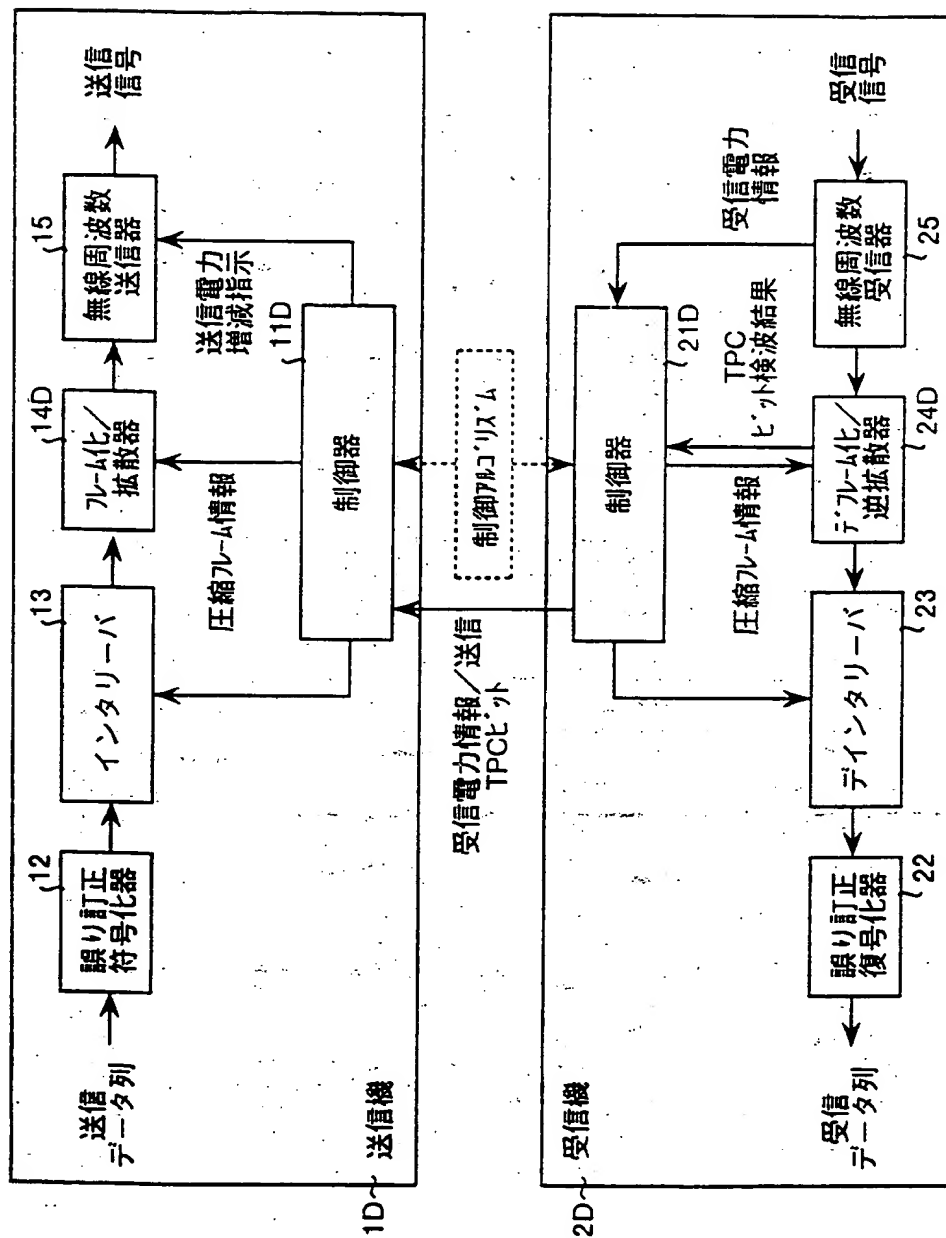 送信
データ列
12
誤り訂正
符号化器
13
インタリーバ
14D
フレーム化/
拡散器
15
無線周波数
送信器
送信
信号
圧縮フレーム情報
送信電力
増減指示
11D
制御器
1D
送信機
受信電力情報/送信
TPCビット
制御アルゴリズム
2D
受信機
制御器
21D
受信電力
情報
TPC
ビット検波結果
圧縮フレーム情報
受信
信号
無線周波数
受信器
25
デフレーム化/
逆拡散器
24D
デインタリーバ
23
誤り訂正
復号化器
22
受信
データ列